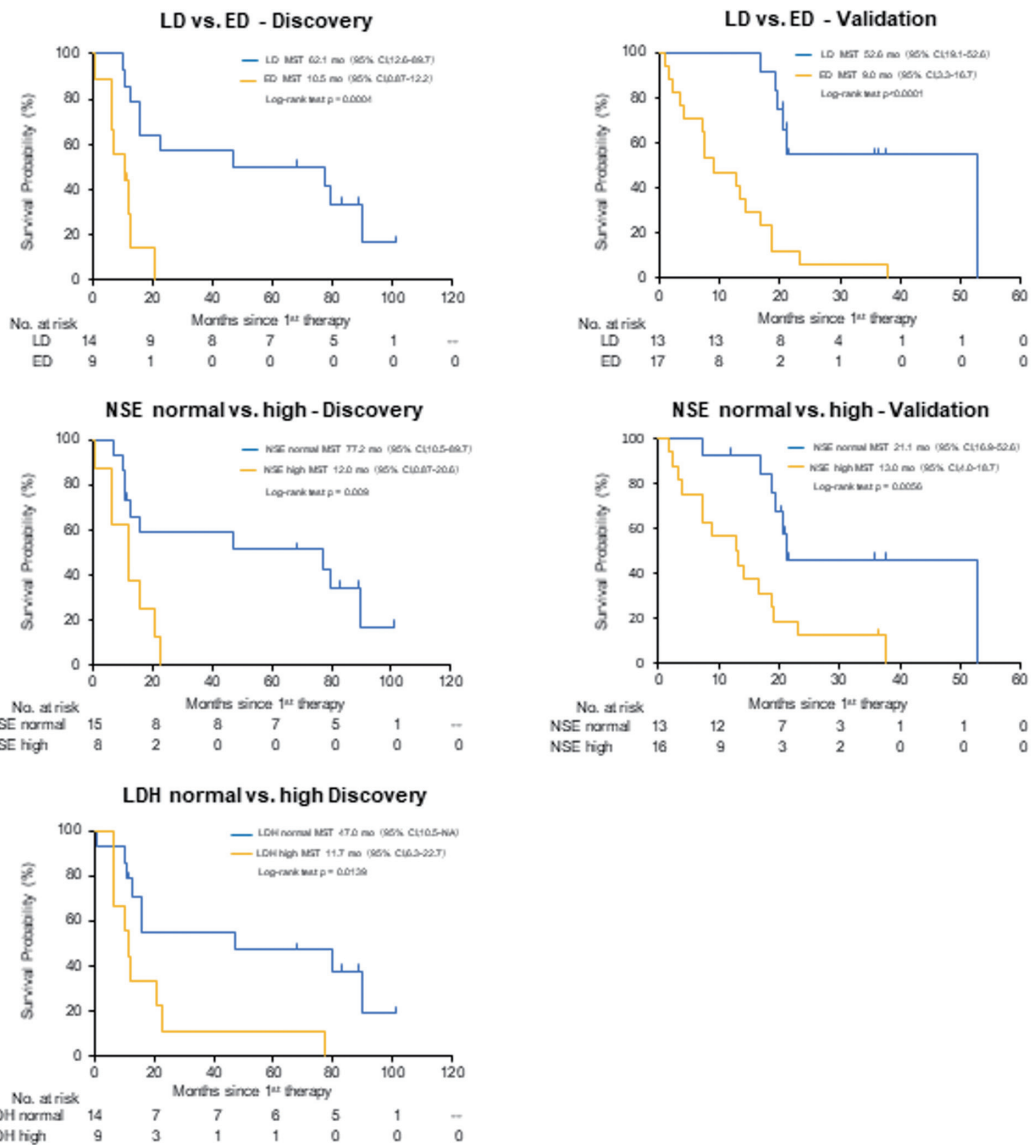 LD vs. ED - Discovery
LD MST 62.1 mo (95% CI,12.6-89.7)
ED MST 10.5 mo (95% CI,0.87-12.2)
Log-rank test p = 0.0004
Survival Probability (%)
100
80
60
40
20
0
0 20 40 60 80 100 120
Months since 1st therapy
No. at risk
LD 14 9 8 7 5 1 --
ED 9 1 0 0 0 0 0
LD vs. ED - Validation
LD MST 52.6 mo (95% CI,19.1-52.6)
ED MST 9.0 mo (95% CI,3.3-16.7)
Log-rank test p<0.0001
Survival Probability (%)
100
80
60
40
20
0
0 10 20 30 40 50 60
Months since 1st therapy
No. at risk
LD 13 13 8 4 1 1 0
ED 17 8 2 1 0 0 0
NSE normal vs. high - Discovery
NSE normal MST 77.2 mo (95% CI,10.5-89.7)
NSE high MST 12.0 mo (95% CI,0.87-20.6)
Log-rank test p = 0.009
Survival Probability (%)
100
80
60
40
20
0
0 20 40 60 80 100 120
Months since 1st therapy
No. at risk
SE normal 15 8 8 7 5 1 --
SE high 8 2 0 0 0 0 0
NSE normal vs. high - Validation
NSE normal MST 21.1 mo (95% CI,16.9-52.6)
NSE high MST 13.0 mo (95% CI,4.0-18.7)
Log-rank test p = 0.0056
Survival Probability (%)
100
80
60
40
20
0
0 10 20 30 40 50 60
Months since 1st therapy
No. at risk
NSE normal 13 12 7 3 1 1 0
NSE high 16 9 3 2 0 0 0
LDH normal vs. high Discovery
LDH normal MST 47.0 mo (95% CI,10.5-NA)
LDH high MST 11.7 mo (95% CI,6.3-22.7)
Log-rank test p = 0.0139
Survival Probability (%)
100
80
60
40
20
0
0 20 40 60 80 100 120
Months since 1st therapy
No. at risk
DH normal 14 7 7 6 5 1 --
DH high 9 3 1 1 0 0 0